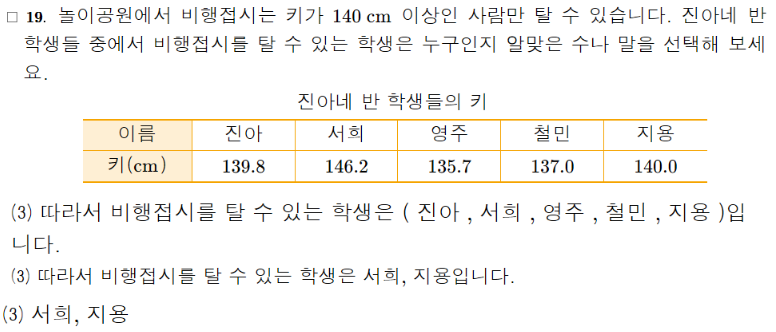 □ 19. 놀이공원에서 비행접시는 키가 140 cm 이상인 사람만 탈 수 있습니다. 진아네 반
학생들 중에서 비행접시를 탈 수 있는 학생은 누구인지 알맞은 수나 말을 선택해 보세
요.
진아네 반 학생들의 키
이름 진아 서희 영주 철민 지용
키(cm) 139.8 146.2 135.7 137.0 140.0
(3) 따라서 비행접시를 탈 수 있는 학생은 ( 진아 , 서희 , 영주 , 철민 , 지용 )입
니다.
(3) 따라서 비행접시를 탈 수 있는 학생은 서희, 지용입니다.
(3) 서희, 지용